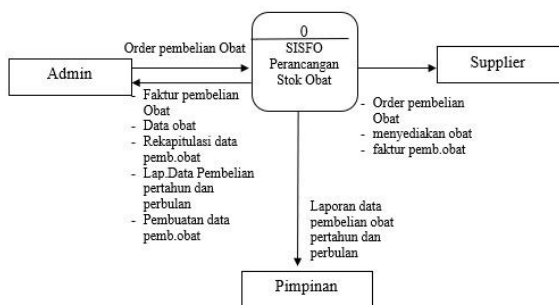 0
SISFO
Perancangan
Stok Obat
Order pembelian Obat
Admin
Supplier
- Faktur pembelian
Obat
- Data obat
- Rekapitulasi data
pemb.obat
- Lap.Data Pembelian
pertahun dan
perbulan
- Pembuatan data
pemb.obat
- Order pembelian
Obat
- menyediakan obat
- faktur pemb.obat
Laporan data
pembelian obat
pertahun dan
perbulan
Pimpinan